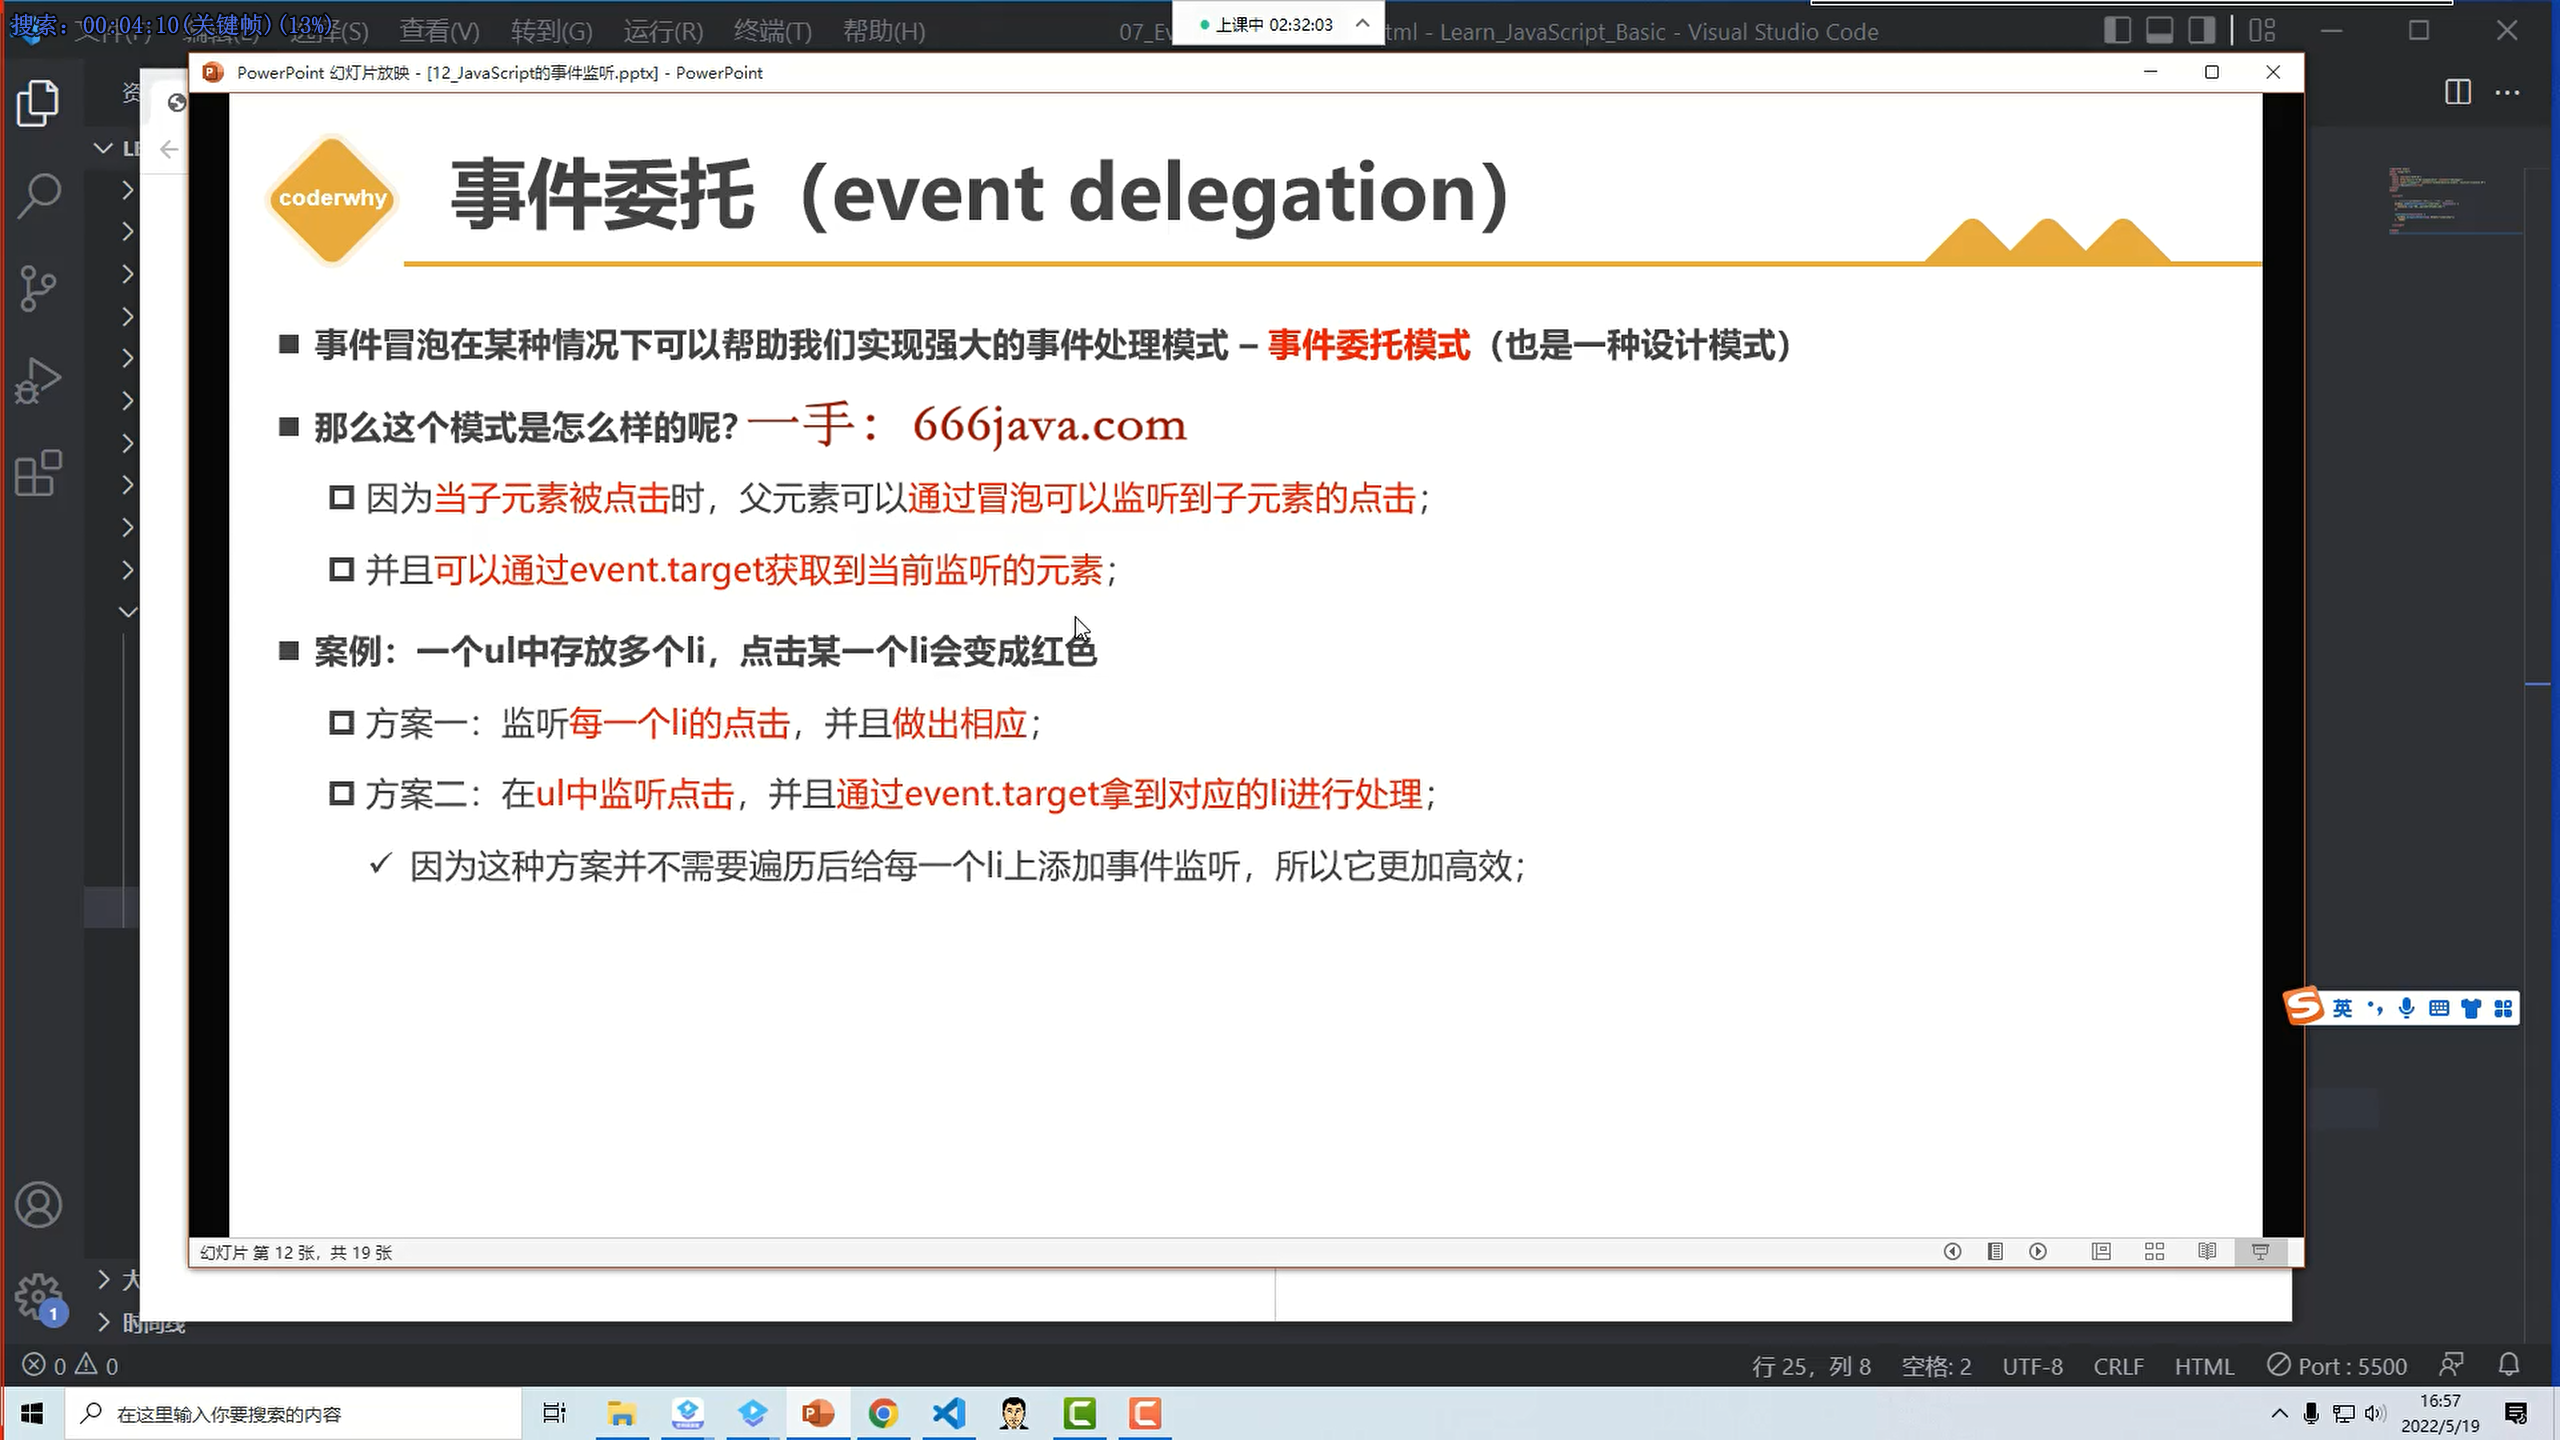 搜索: 00:04:10(关键帧)(13%)
查看(V) 转到(G) 运行(R) 终端(T) 帮助(H)
上课中 02:32:03
tml - Learn_JavaScript_Basic - Visual Studio Code
PowerPoint 幻灯片放映 - [12_JavaScript的事件监听.pptx] - PowerPoint
coderwhy
事件委托（event delegation）
事件冒泡在某种情况下可以帮助我们实现强大的事件处理模式 – 事件委托模式（也是一种设计模式）
那么这个模式是怎么样的呢？一手： 666java.com
因为当子元素被点击时，父元素可以通过冒泡可以监听到子元素的点击；
并且可以通过event.target获取到当前监听的元素；
案例：一个ul中存放多个li，点击某一个li会变成红色
方案一：监听每一个li的点击，并且做出相应；
方案二：在ul中监听点击，并且通过event.target拿到对应的li进行处理；
✓ 因为这种方案并不需要遍历后给每一个li上添加事件监听，所以它更加高效；
英
幻灯片 第 12 张，共 19 张
1
时间线
0 0
行 25，列 8 空格: 2 UTF-8 CRLF HTML Port : 5500
在这里输入你要搜索的内容
16:57
2022/5/19